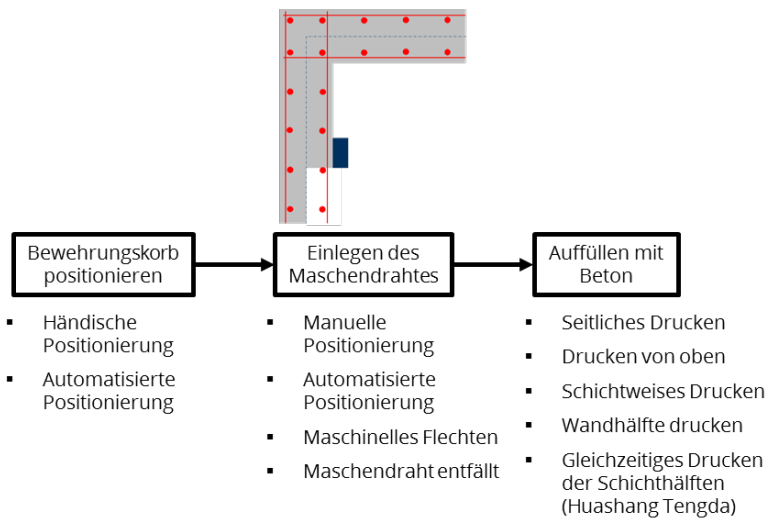 Bewehrungskorb
positionieren
Einlegen des
Maschendrahtes
Auffüllen mit
Beton
▪ Händische
Positionierung
▪ Automatisierte
Positionierung
▪ Manuelle
Positionierung
▪ Automatisierte
Positionierung
▪ Maschinelles Flechten
▪ Maschendraht entfällt
▪ Seitliches Drucken
▪ Drucken von oben
▪ Schichtweises Drucken
▪ Wandhälfte drucken
▪ Gleichzeitiges Drucken
der Schichthälften
(Huashang Tengda)